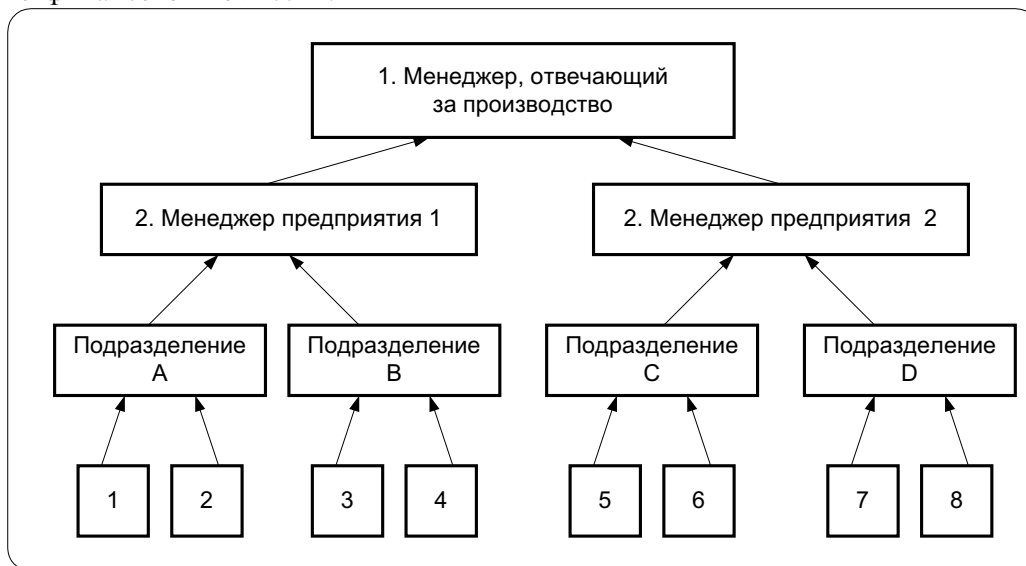 1. Менеджер, отвечающий
за производство
2. Менеджер предприятия 1
2. Менеджер предприятия 2
Подразделение
A
Подразделение
B
Подразделение
C
Подразделение
D
1
2
3
4
5
6
7
8